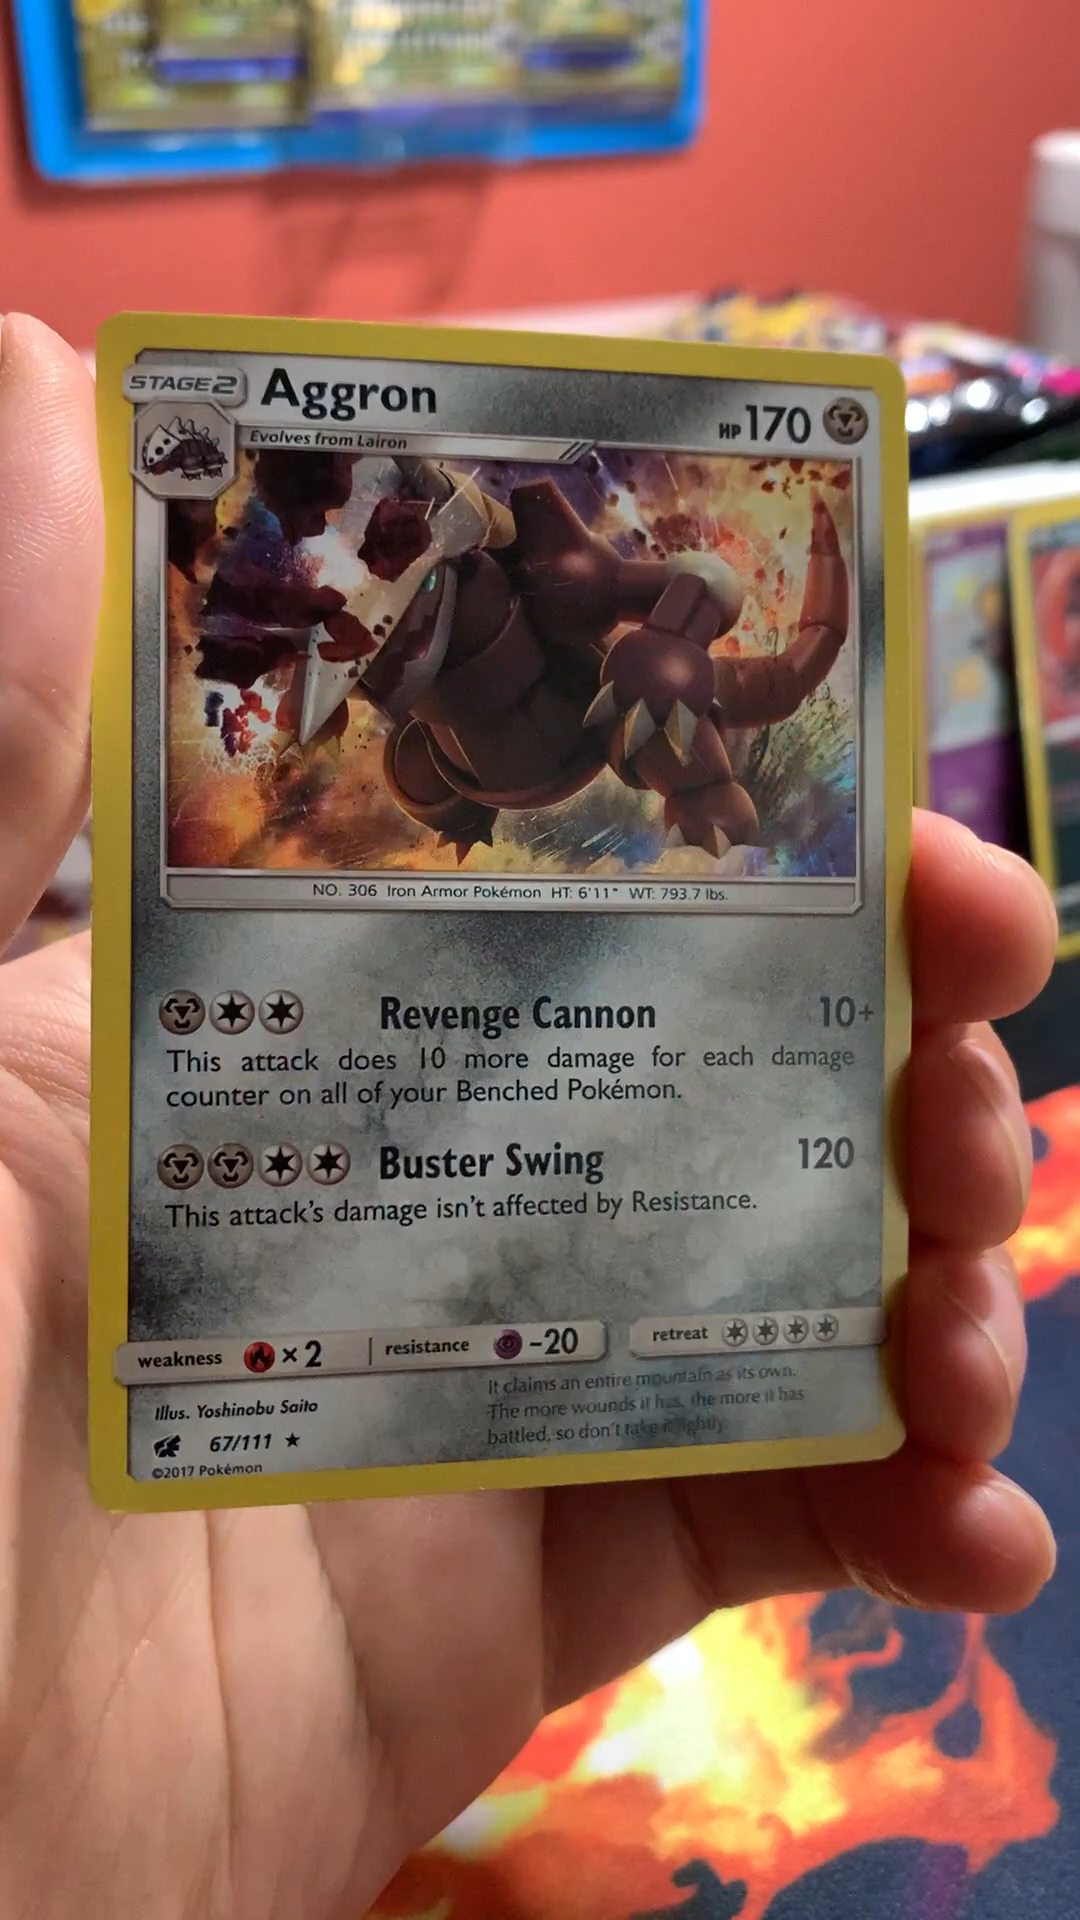 STAGE2
Aggron
HP170
Evolves from Lairon
NO. 306 Iron Armor Pokémon HT: 6'11" WT: 793.7 lbs.
Revenge Cannon 10+
This attack does 10 more damage for each damage
counter on all of your Benched Pokémon.
Buster Swing 120
This attack's damage isn't affected by Resistance.
weakness ×2 resistance -20 retreat
It claims an entire mountain as its own.
The more wounds it has, the more it has
battled, so don't take it lightly.
Illus. Yoshinobu Saito
67/111
©2017 Pokémon